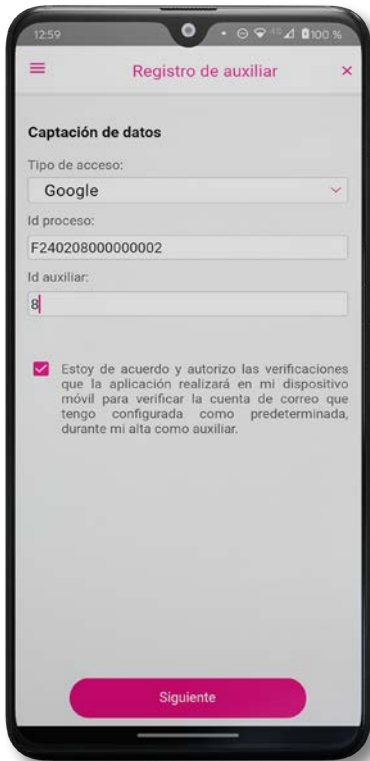 12:59
4G 100 %
Registro de auxiliar
Captación de datos
Tipo de acceso:
Google
Id proceso:
F240208000000002
Id auxiliar:
8
Estoy de acuerdo y autorizo las verificaciones
que la aplicación realizará en mi dispositivo
móvil para verificar la cuenta de correo que
tengo configurada como predeterminada,
durante mi alta como auxiliar.
Siguiente